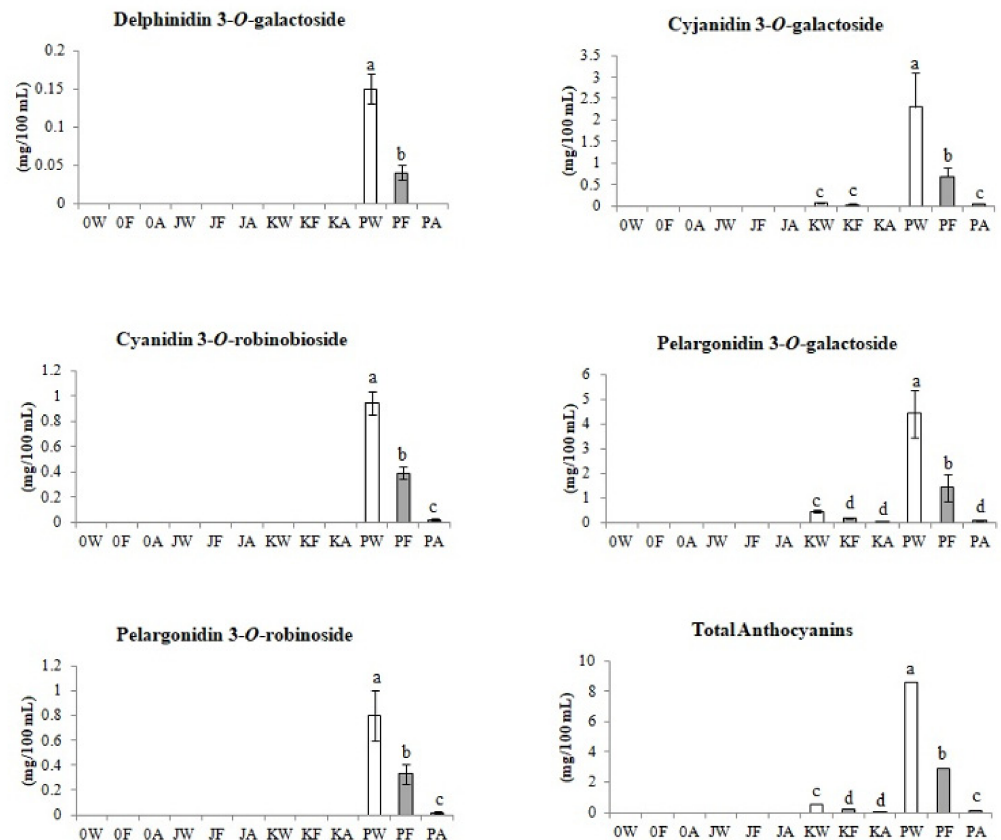 Delphinidin 3-O-galactoside
0.2
0.15
0.1
0.05
0
(mg/100 mL)
a
b
0W 0F 0A JW JF JA KW KF KA PW PF PA
Cyjanidin 3-O-galactoside
3.5
3
2.5
2
1.5
1
0.5
0
(mg/100 mL)
c
c
a
b
c
0W 0F 0A JW JF JA KW KF KA PW PF PA
Cyanidin 3-O-robinobioside
1.2
1
0.8
0.6
0.4
0.2
0
(mg/100 mL)
a
b
c
0W 0F 0A JW JF JA KW KF KA PW PF PA
Pelargonidin 3-O-galactoside
6
5
4
3
2
1
0
(mg/100 mL)
c
d
d
a
b
d
0W 0F 0A JW JF JA KW KF KA PW PF PA
Pelargonidin 3-O-robinoside
1.2
1
0.8
0.6
0.4
0.2
0
(mg/100 mL)
a
b
c
0W 0F 0A JW JF JA KW KF KA PW PF PA
Total Anthocyanins
10
8
6
4
2
0
(mg/100 mL)
c
d
d
a
b
c
0W 0F 0A JW JF JA KW KF KA PW PF PA